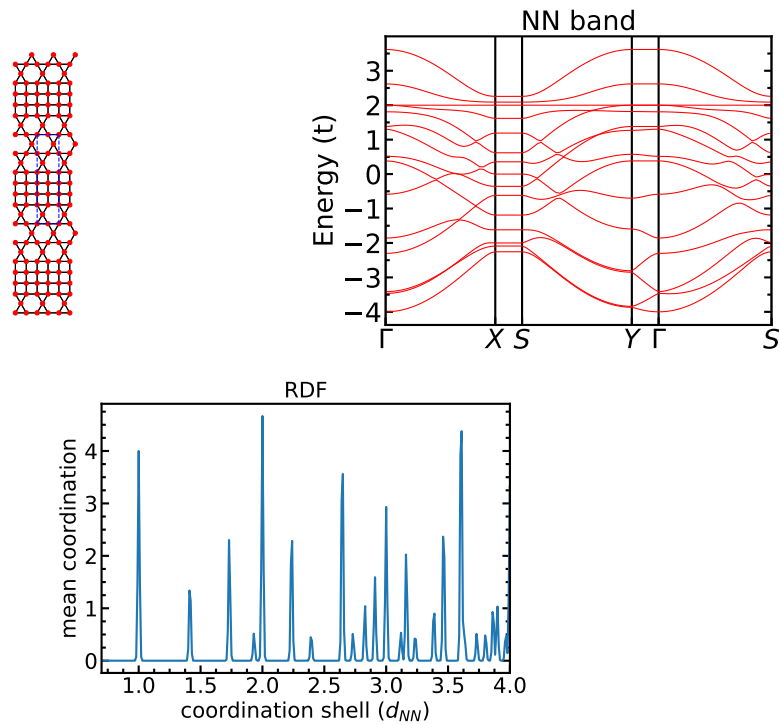 NN band
Energy (t)
3
2
1
0
−1
−2
−3
−4
Γ X S Y Γ S
RDF
mean coordination
4
3
2
1
0
1.0 1.5 2.0 2.5 3.0 3.5 4.0
coordination shell (d_NN)